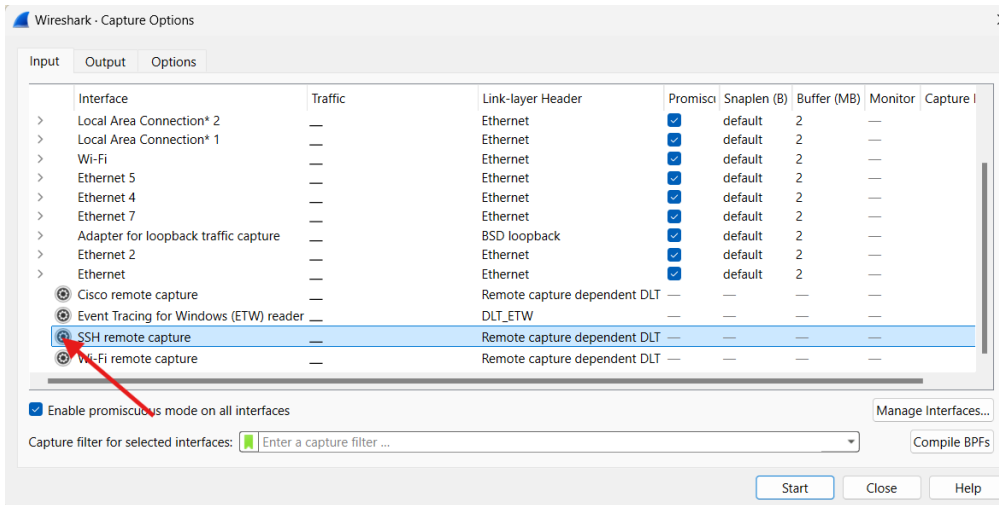 Wireshark · Capture Options
Input Output Options
Interface Traffic Link-layer Header Promisc Snaplen (B) Buffer (MB) Monitor Capture
Local Area Connection* 2 — Ethernet default 2 —
Local Area Connection* 1 — Ethernet default 2 —
Wi-Fi — Ethernet default 2 —
Ethernet 5 — Ethernet default 2 —
Ethernet 4 — Ethernet default 2 —
Ethernet 7 — Ethernet default 2 —
Adapter for loopback traffic capture — BSD loopback default 2 —
Ethernet 2 — Ethernet default 2 —
Ethernet — Ethernet default 2 —
Cisco remote capture — Remote capture dependent DLT — — — —
Event Tracing for Windows (ETW) reader — DLT_ETW — — — —
SSH remote capture — Remote capture dependent DLT — — — —
Wi-Fi remote capture — Remote capture dependent DLT — — — —
Enable promiscuous mode on all interfaces
Manage Interfaces...
Capture filter for selected interfaces: Enter a capture filter ...
Compile BPFs
Start Close Help